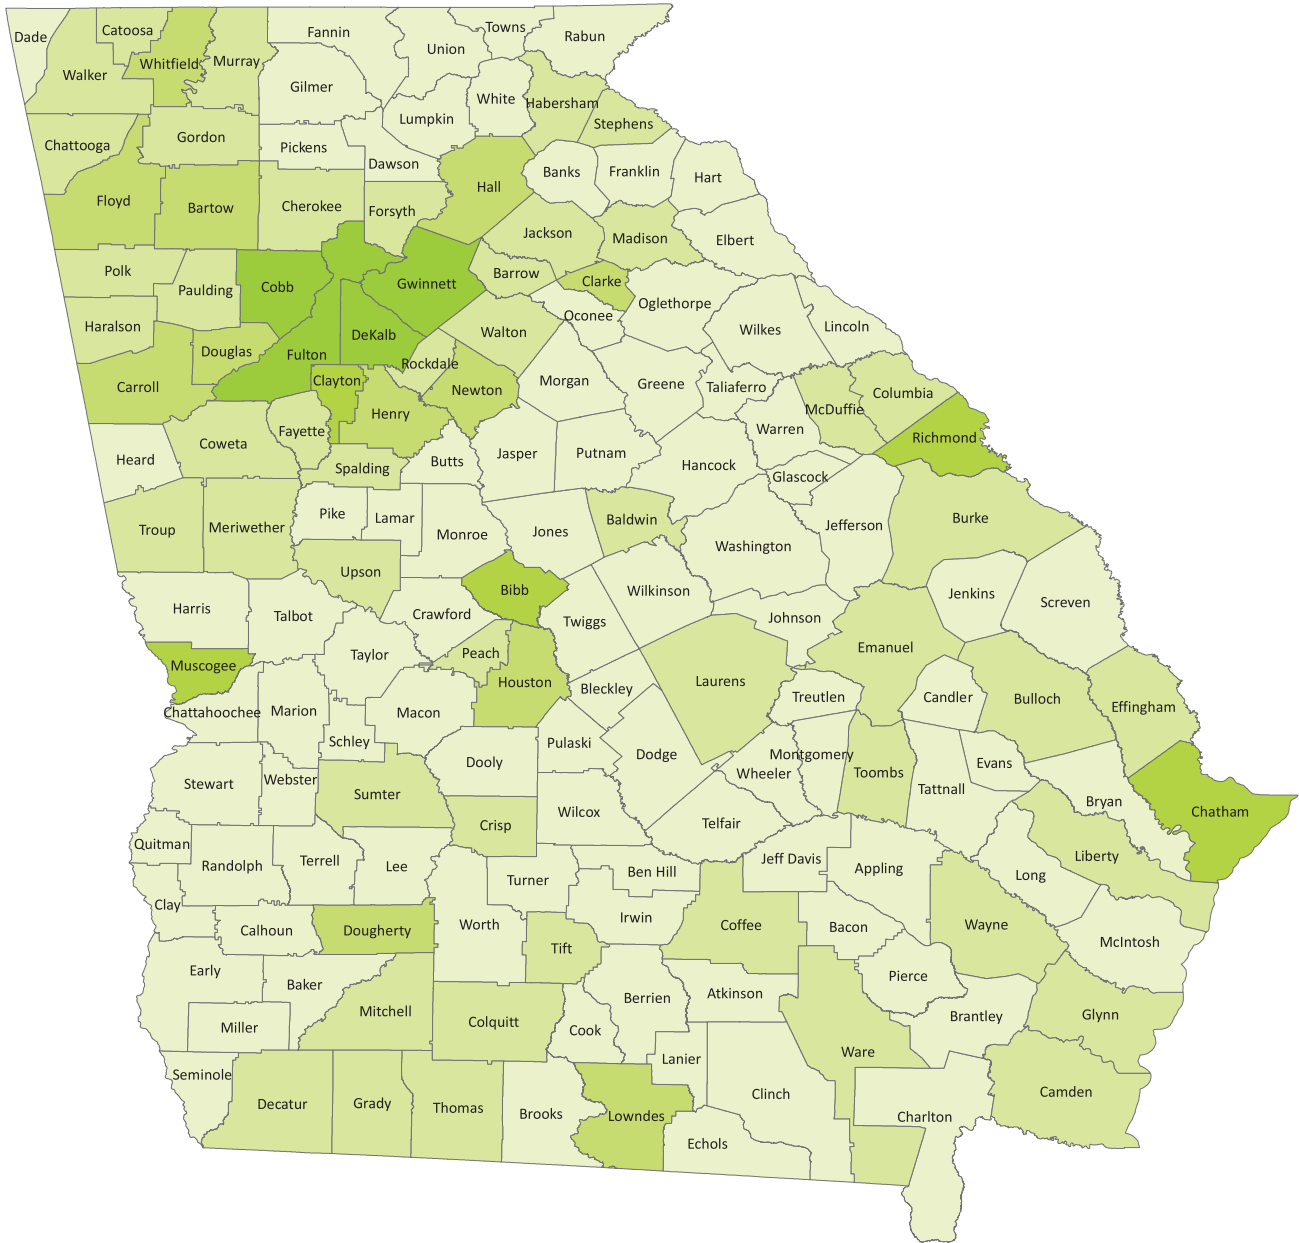 Dade
Catoosa
Whitfield
Walker
Murray
Fannin
Union
Towns
Rabun
Gilmer
White
Lumpkin
Habersham
Stephens
Chattooga
Gordon
Pickens
Dawson
Hall
Banks
Franklin
Hart
Floyd
Bartow
Cherokee
Forsyth
Jackson
Madison
Elbert
Polk
Paulding
Cobb
Gwinnett
Barrow
Clarke
Oglethorpe
Oconee
Wilkes
Lincoln
Haralson
Douglas
Fulton
DeKalb
Rockdale
Walton
Morgan
Greene
Taliaferro
Columbia
McDuffie
Carroll
Clayton
Henry
Newton
Warren
Richmond
Heard
Coweta
Fayette
Spalding
Butts
Jasper
Putnam
Hancock
Glascock
Troup
Meriwether
Pike
Lamar
Monroe
Jones
Baldwin
Washington
Jefferson
Burke
Upson
Bibb
Wilkinson
Jenkins
Screven
Harris
Talbot
Crawford
Twiggs
Johnson
Emanuel
Muscogee
Taylor
Peach
Houston
Bleckley
Laurens
Treutlen
Candler
Bulloch
Effingham
Chattahoochee
Marion
Macon
Schley
Pulaski
Dodge
Wheeler
Montgomery
Toombs
Tattnall
Evans
Bryan
Chatham
Stewart
Webster
Sumter
Dooly
Crisp
Wilcox
Telfair
Liberty
Long
Quitman
Randolph
Terrell
Lee
Turner
Ben Hill
Jeff Davis
Appling
Clay
Calhoun
Dougherty
Worth
Irwin
Tift
Coffee
Bacon
Wayne
McIntosh
Early
Baker
Mitchell
Miller
Colquitt
Cook
Berrien
Atkinson
Pierce
Brantley
Glynn
Seminole
Decatur
Grady
Thomas
Brooks
Lowndes
Lanier
Clinch
Echols
Ware
Charlton
Camden